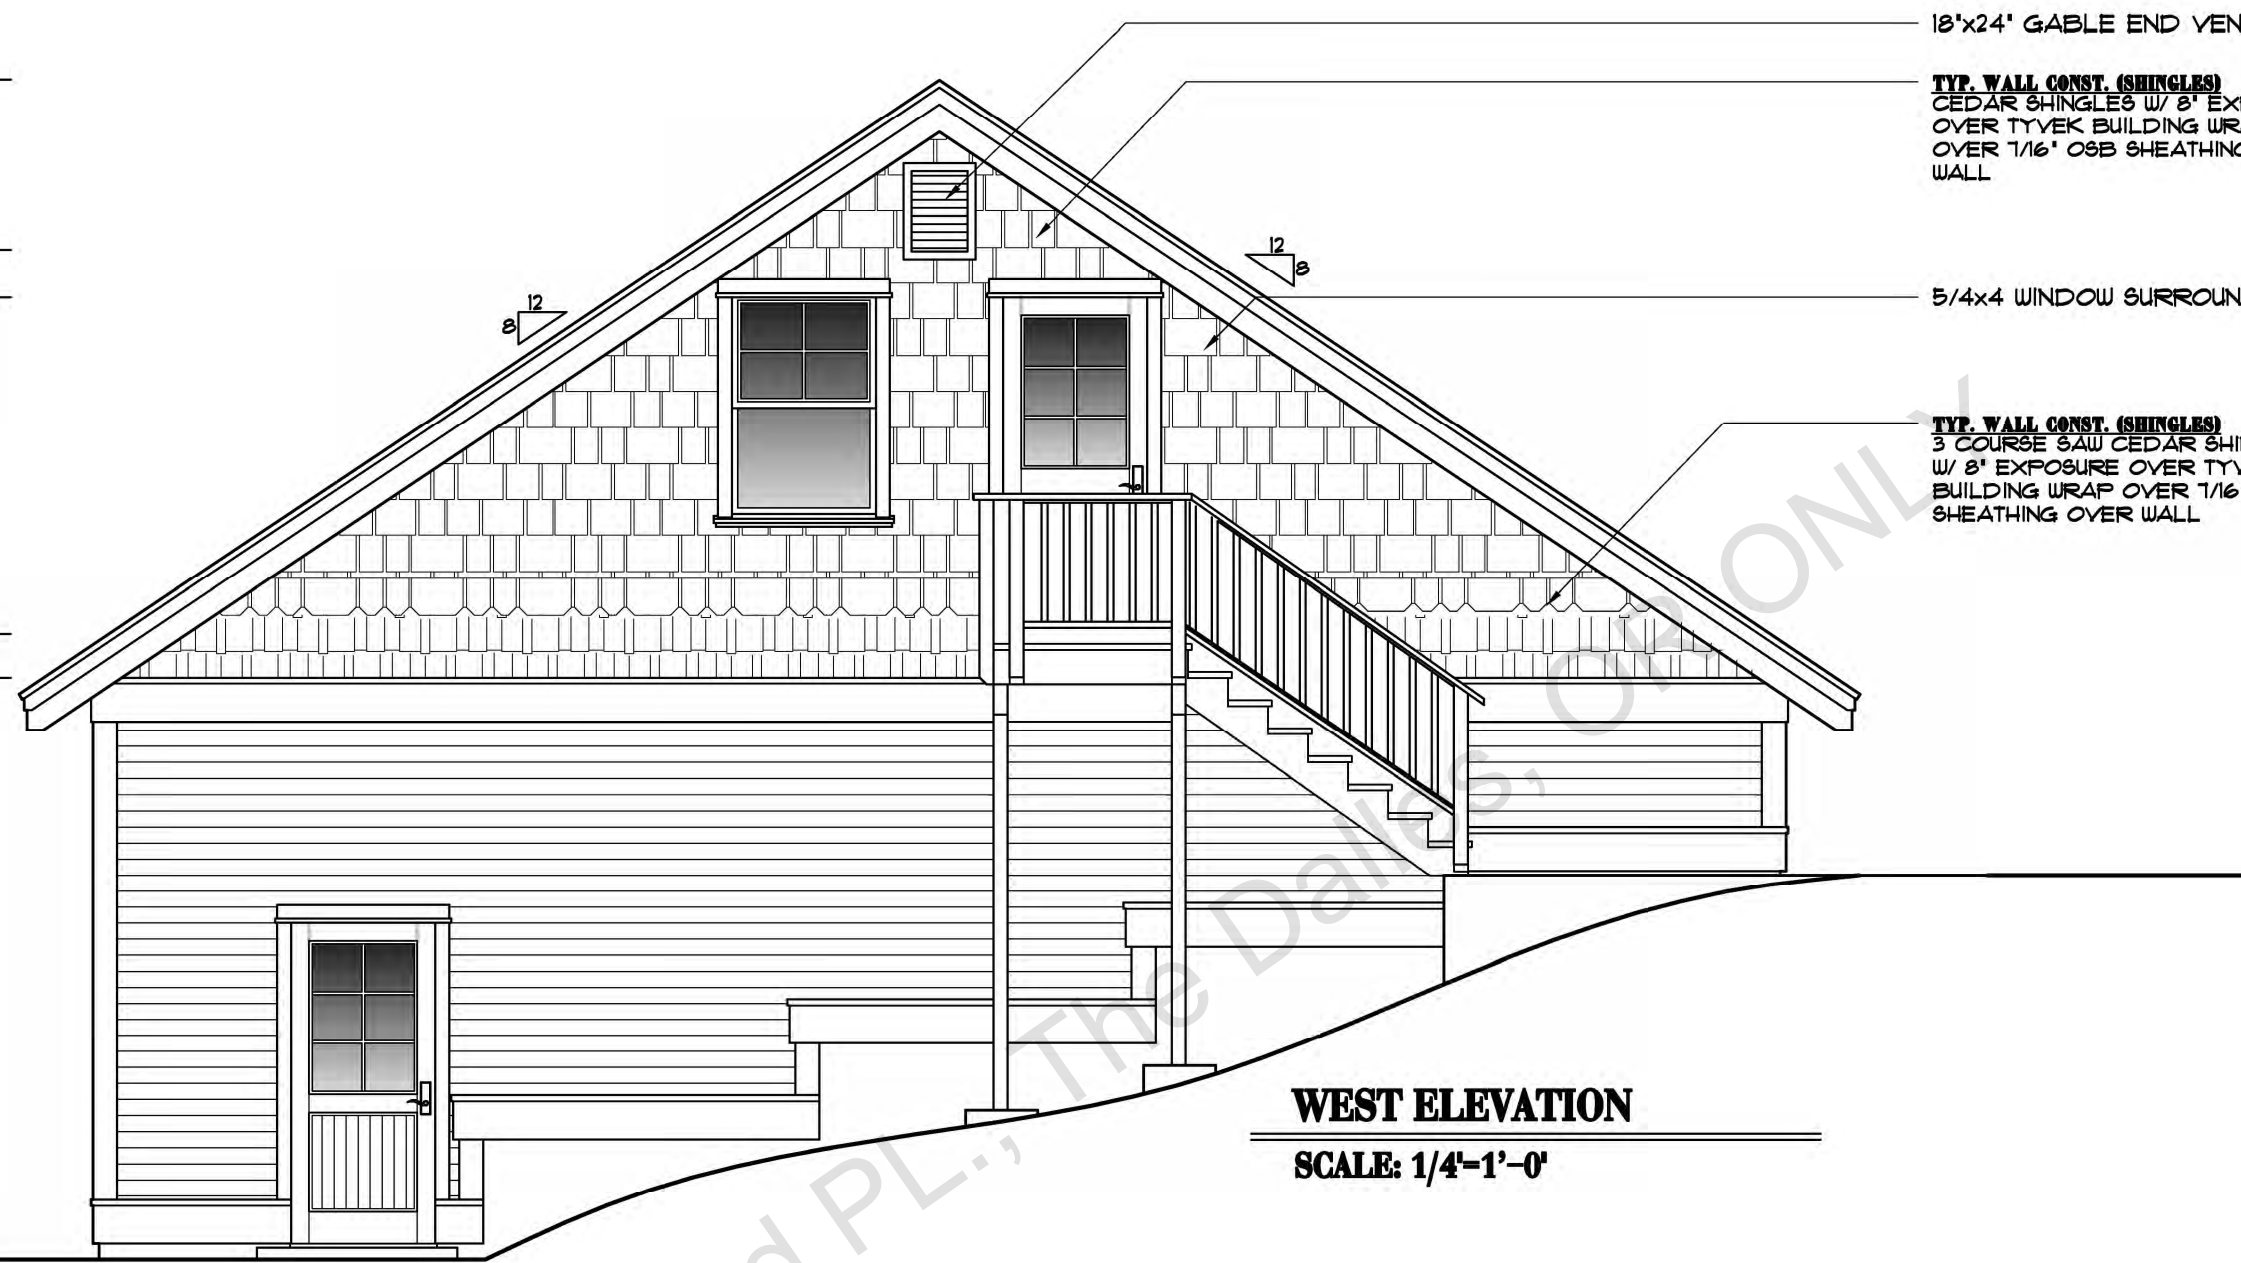 18"x24" GABLE END VEN
TYP. WALL CONST. (SHINGLES)
CEDAR SHINGLES W/ 8" EX
OVER TYVEK BUILDING WR
OVER 7/16" OSB SHEATHING
WALL
12
8
12
8
5/4x4 WINDOW SURROUN
TYP. WALL CONST. (SHINGLES)
3 COURSE SAW CEDAR SHI
W/ 8" EXPOSURE OVER TYV
BUILDING WRAP OVER 7/16
SHEATHING OVER WALL
d PL., The Dalles, OR ONLY
WEST ELEVATION
SCALE: 1/4"=1'-0"